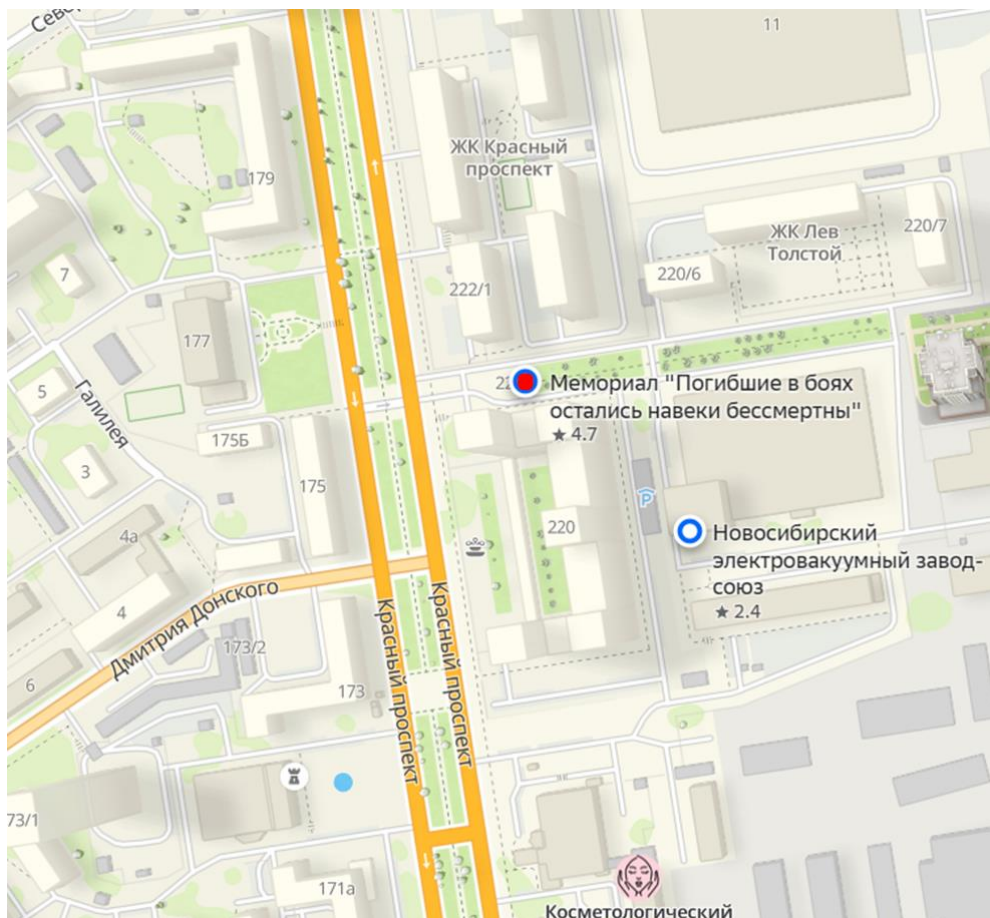 11
ЖК Красный
проспект
179
ЖК Лев
Толстой
220/7
220/6
7
222/1
177
Мемориал "Погибшие в боях
остались навеки бессмертны"
4.7
5
Галилея
175Б
3
175
220
P
4а
Новосибирский
электровакуумный завод-
союз
2.4
Дмитрия Донского
4
Красный проспект
Красный проспект
173/2
6
173
73/1
171а
Косметологический